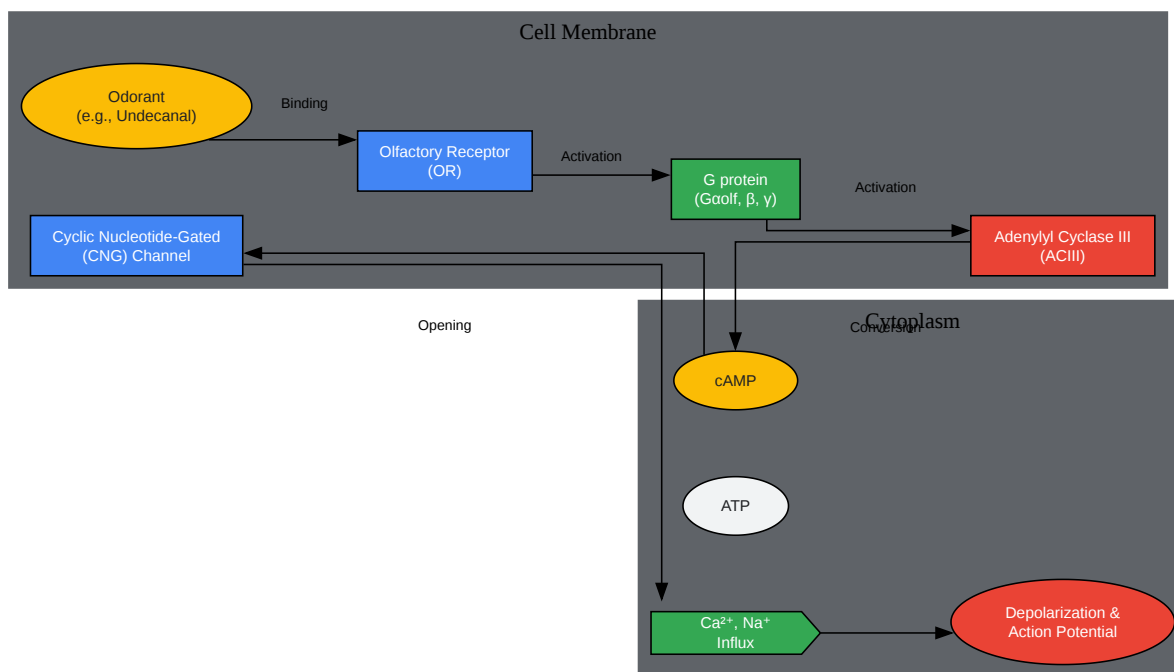 Cell Membrane
Odorant
(e.g., Undecanal)
Binding
Olfactory Receptor
(OR)
Activation
G protein
(Gαolf, β, γ)
Activation
Adenylyl Cyclase III
(ACIII)
Cyclic Nucleotide-Gated
(CNG) Channel
Opening
Cytoplasm
Conversion
cAMP
ATP
Ca²⁺, Na⁺
Influx
Depolarization &
Action Potential